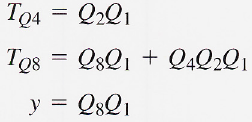 T_{Q4} = Q_2Q_1
T_{Q8} = Q_8Q_1 + Q_4Q_2Q_1
y = Q_8Q_1